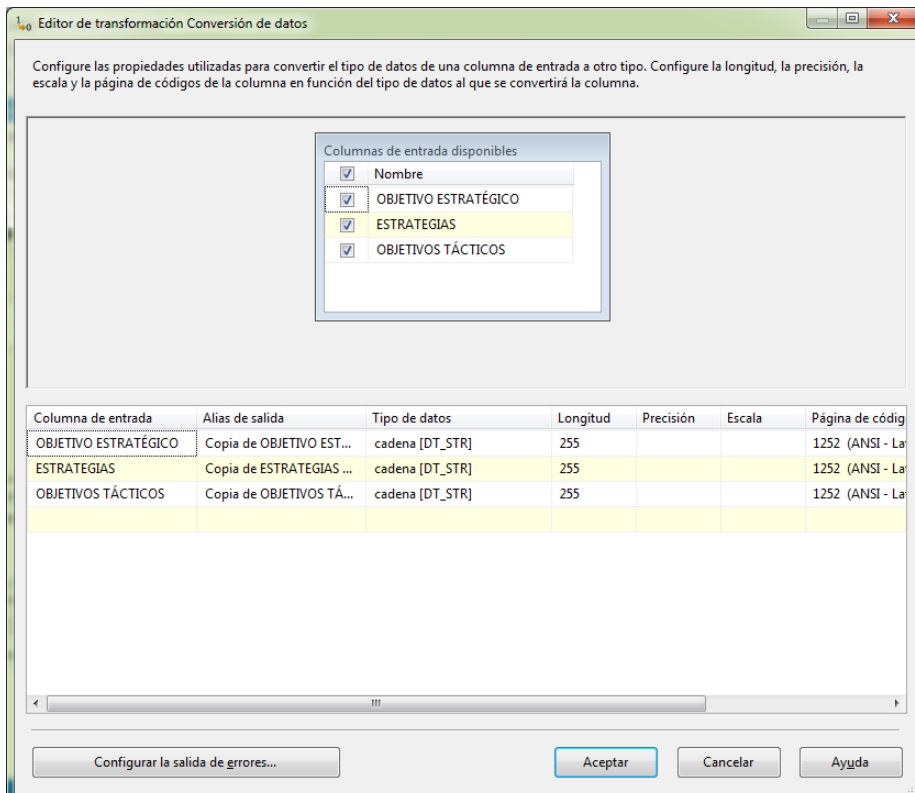 Editor de transformación Conversión de datos
Configure las propiedades utilizadas para convertir el tipo de datos de una columna de entrada a otro tipo. Configure la longitud, la precisión, la
escala y la página de códigos de la columna en función del tipo de datos al que se convertirá la columna.
Columnas de entrada disponibles
Nombre
OBJETIVO ESTRATÉGICO
ESTRATEGIAS
OBJETIVOS TÁCTICOS
Columna de entrada Alias de salida Tipo de datos Longitud Precisión Escala Página de códig
OBJETIVO ESTRATÉGICO Copia de OBJETIVO EST... cadena [DT_STR] 255 1252 (ANSI - La
ESTRATEGIAS Copia de ESTRATEGIAS ... cadena [DT_STR] 255 1252 (ANSI - La
OBJETIVOS TÁCTICOS Copia de OBJETIVOS TÁ... cadena [DT_STR] 255 1252 (ANSI - La
Configurar la salida de errores... Aceptar Cancelar Ayuda